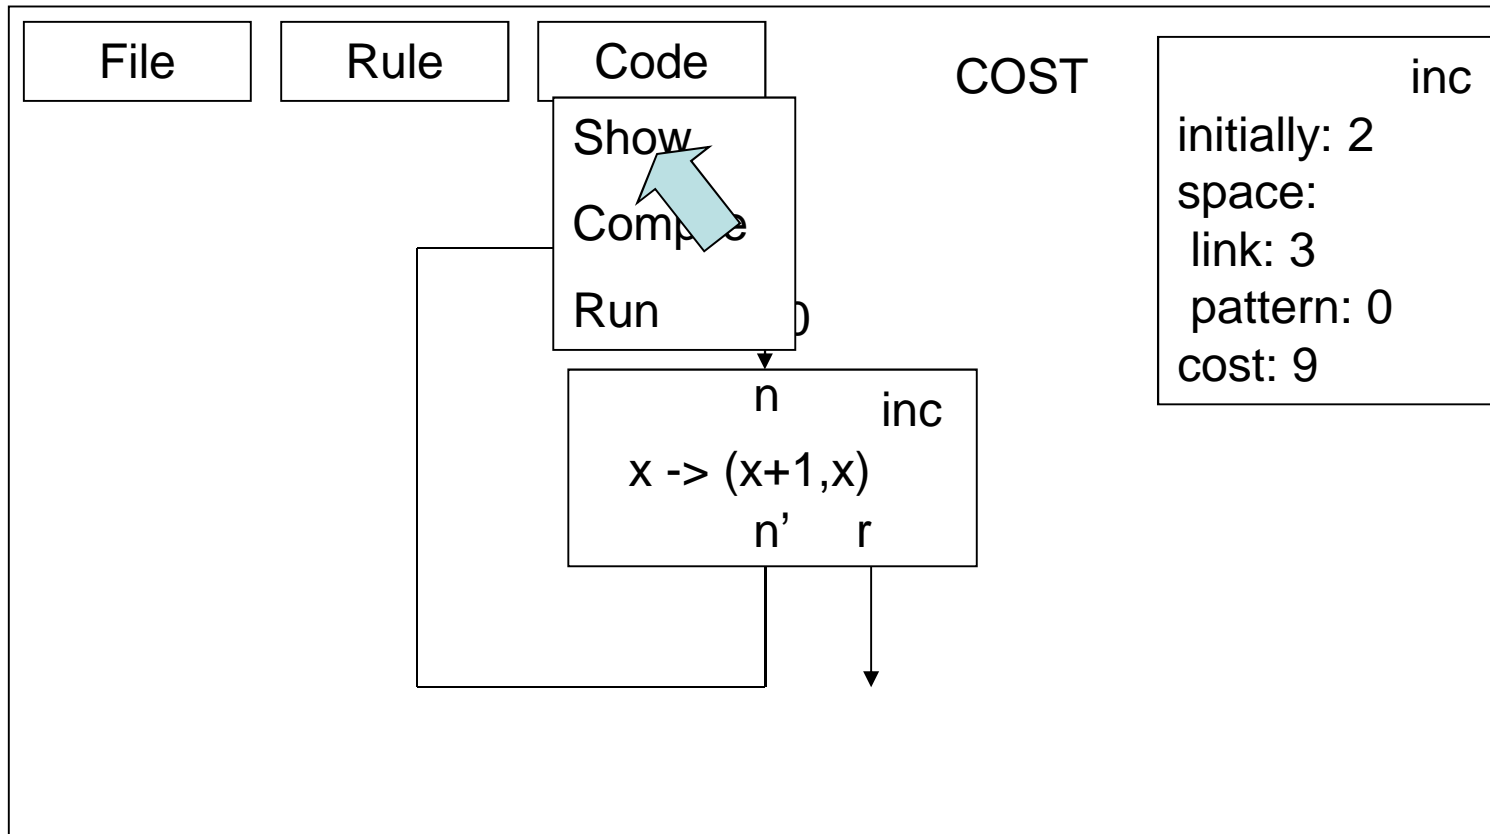 File
Rule
Code
COST
inc
initially: 2
space:
link: 3
pattern: 0
cost: 9
Show
Run
n
inc
x -> (x+1,x)
n’ r